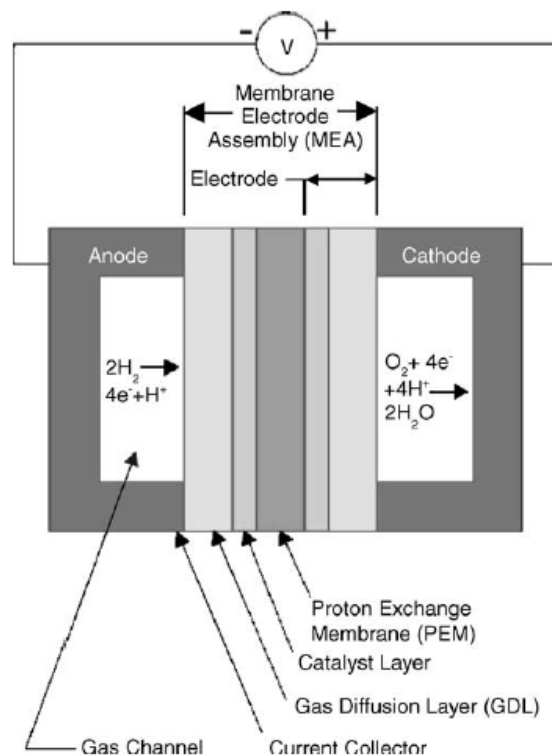 - V +
Membrane
Electrode
Assembly (MEA)
Electrode
Anode
Cathode
2H₂
4e⁻+H⁺
O₂+ 4e⁻
+4H⁺
2H₂O
Proton Exchange
Membrane (PEM)
Catalyst Layer
Gas Diffusion Layer (GDL)
Gas Channel
Current Collector